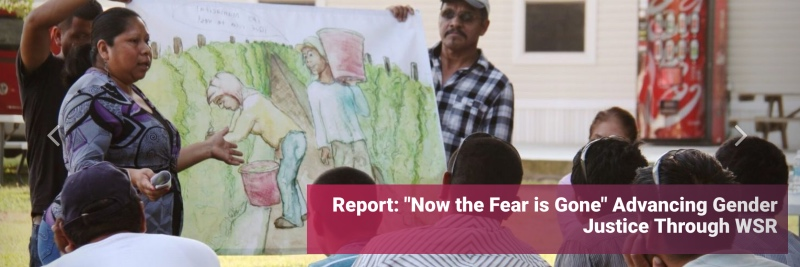 Report: "Now the Fear is Gone" Advancing Gender
Justice Through WSR